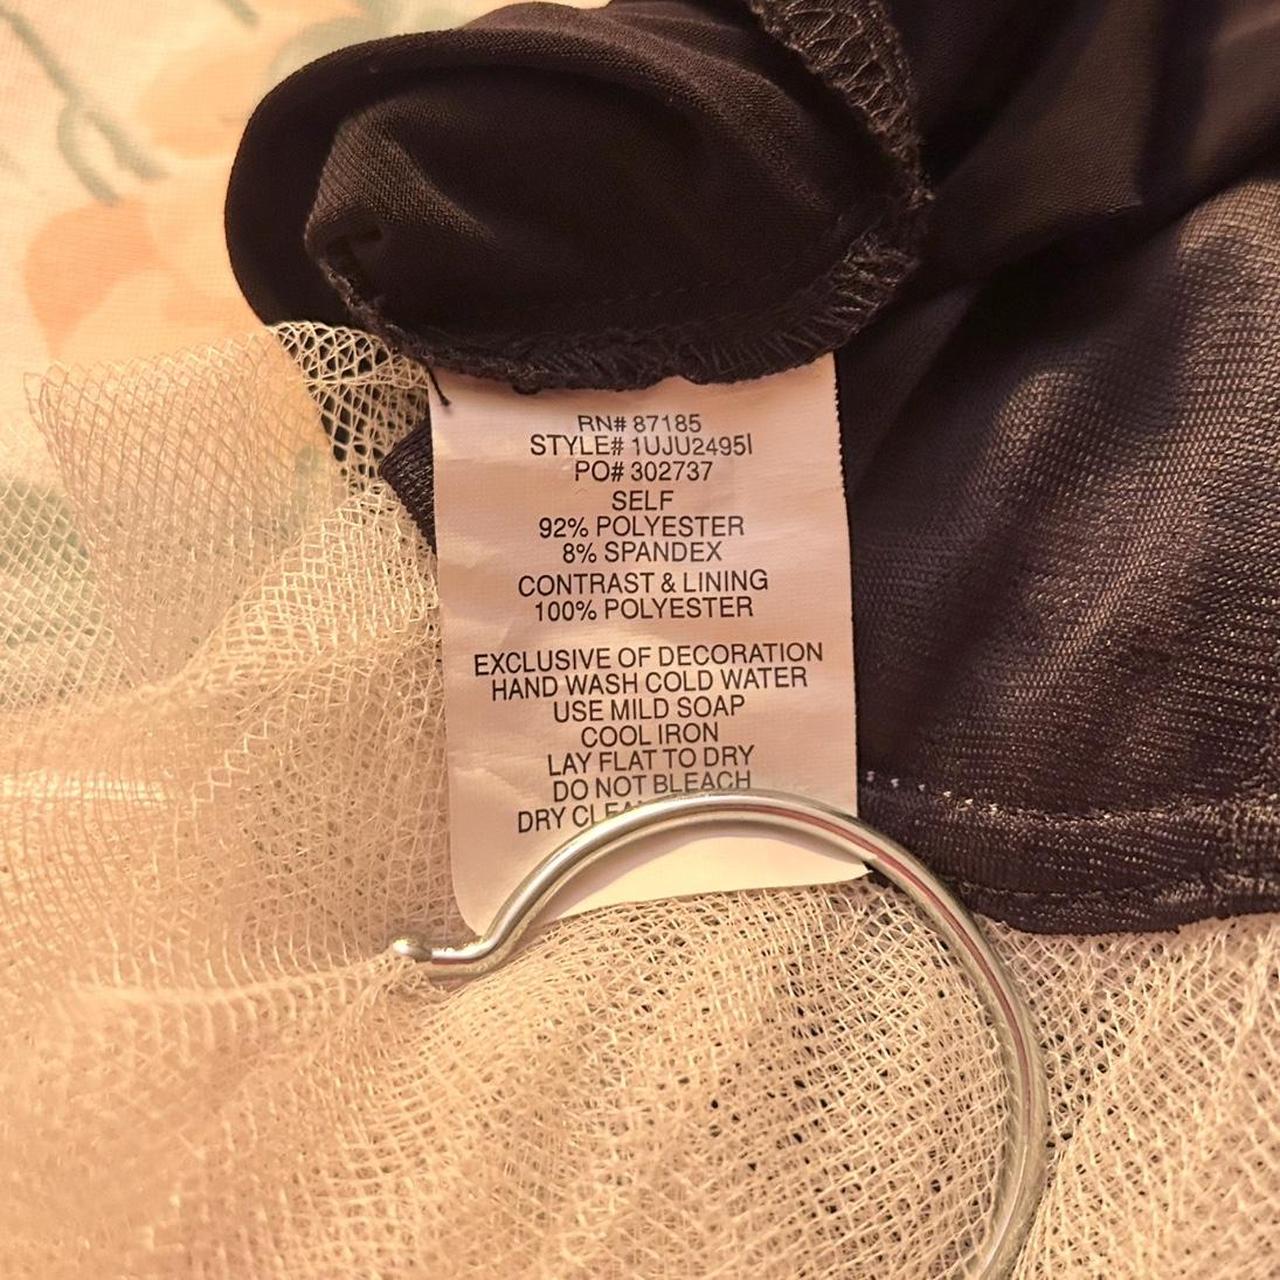 RN# 87185
STYLE# 1UJU2495I
PO# 302737
SELF
92% POLYESTER
8% SPANDEX
CONTRAST & LINING
100% POLYESTER
EXCLUSIVE OF DECORATION
HAND WASH COLD WATER
USE MILD SOAP
COOL IRON
LAY FLAT TO DRY
DO NOT BLEACH
DRY